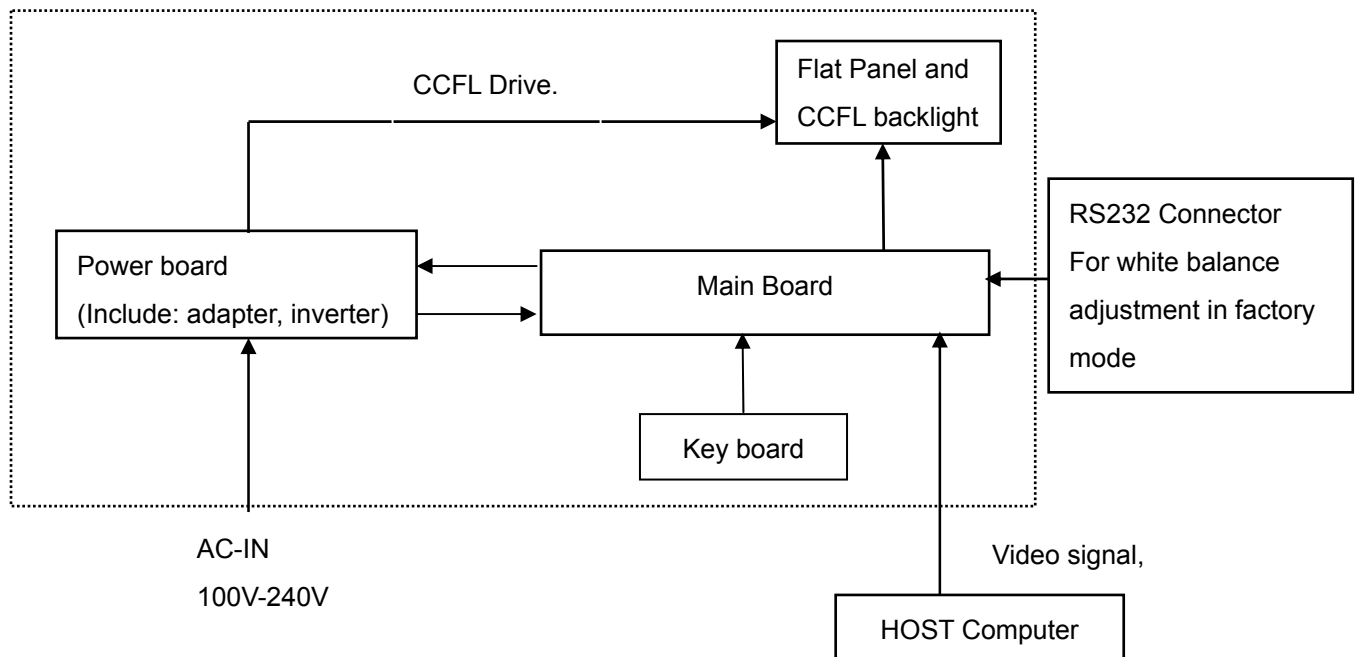 CCFL Drive.
Flat Panel and
CCFL backlight
RS232 Connector
For white balance
adjustment in factory
mode
Power board
(Include: adapter, inverter)
Main Board
Key board
AC-IN
100V-240V
Video signal,
HOST Computer